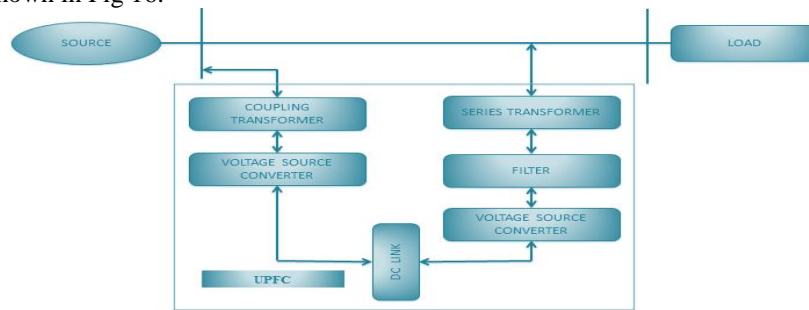 SOURCE
LOAD
COUPLING
TRANSFORMER
SERIES TRANSFORMER
VOLTAGE SOURCE
CONVERTER
FILTER
VOLTAGE SOURCE
CONVERTER
DC LINK
UPFC